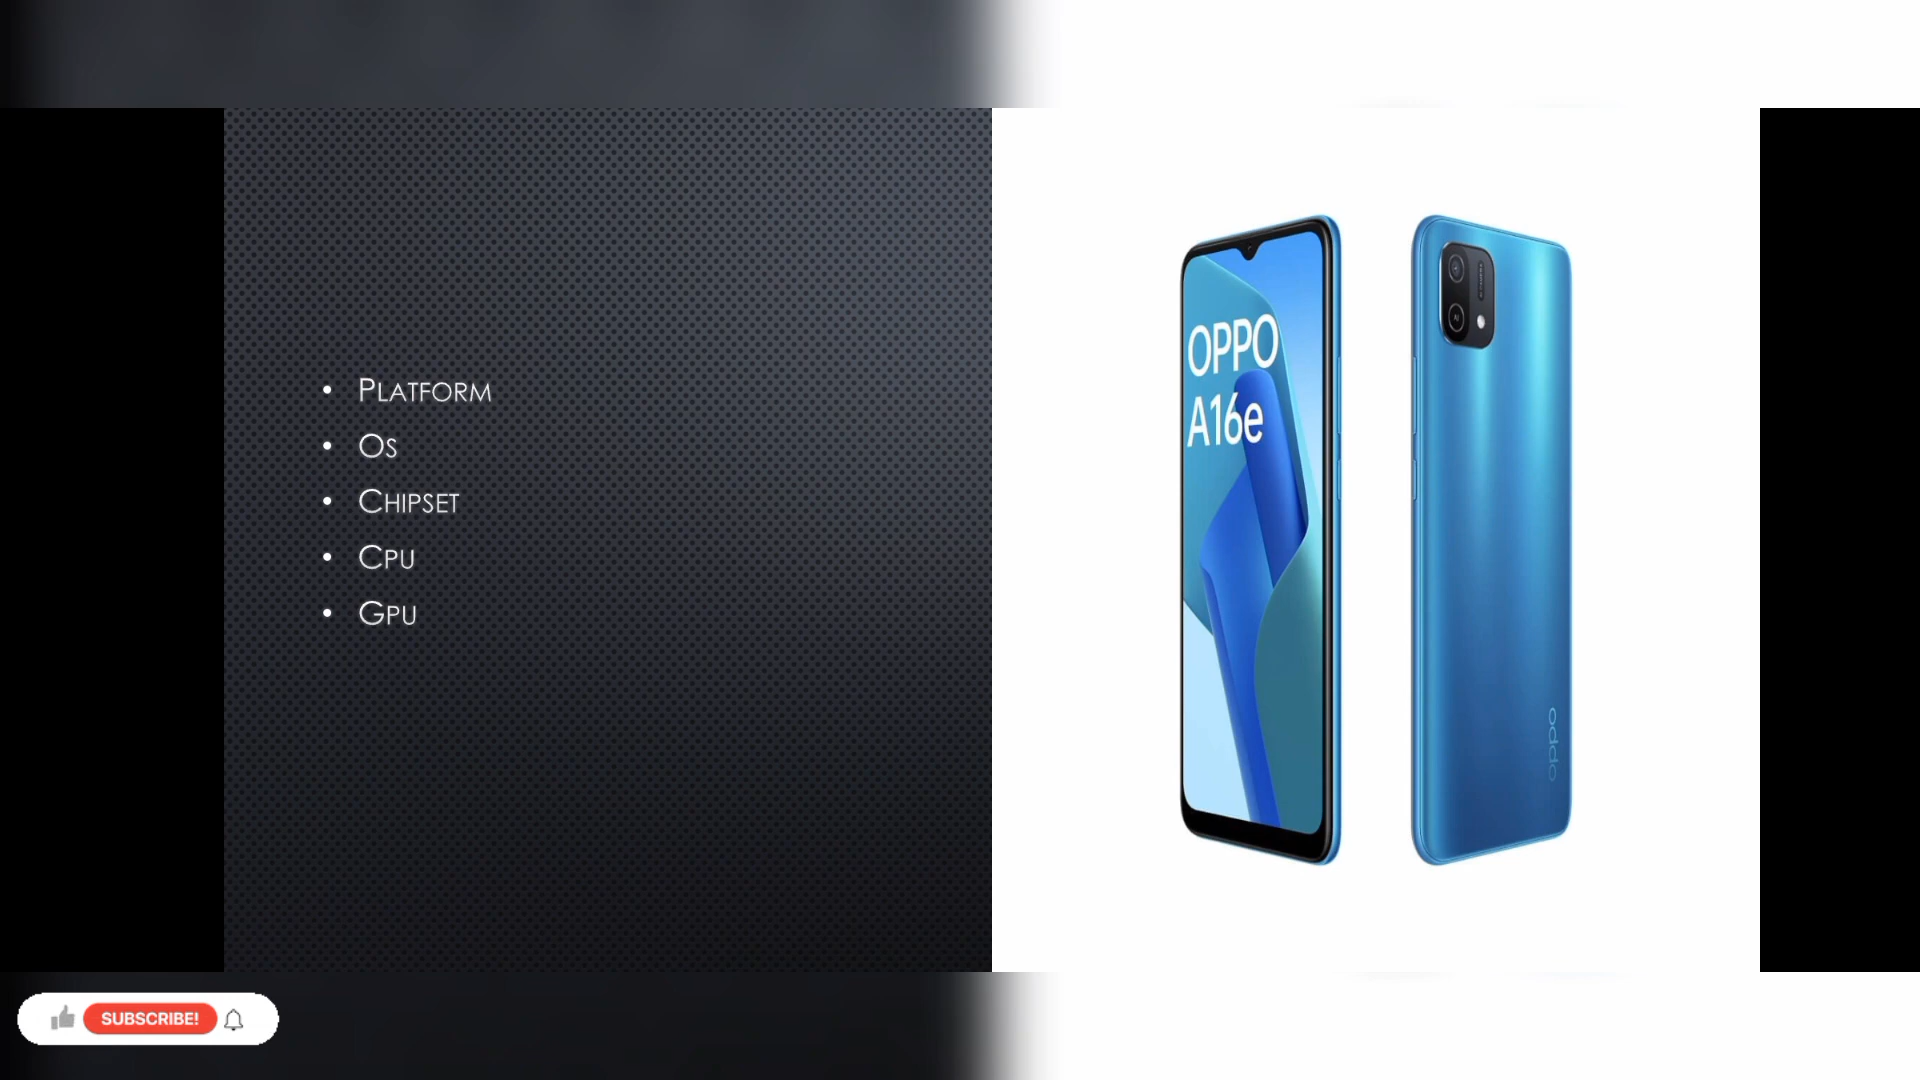 • Platform
• Os
• Chipset
• Cpu
• Gpu
OPPO
A16e
oppo
SUBSCRIBE!